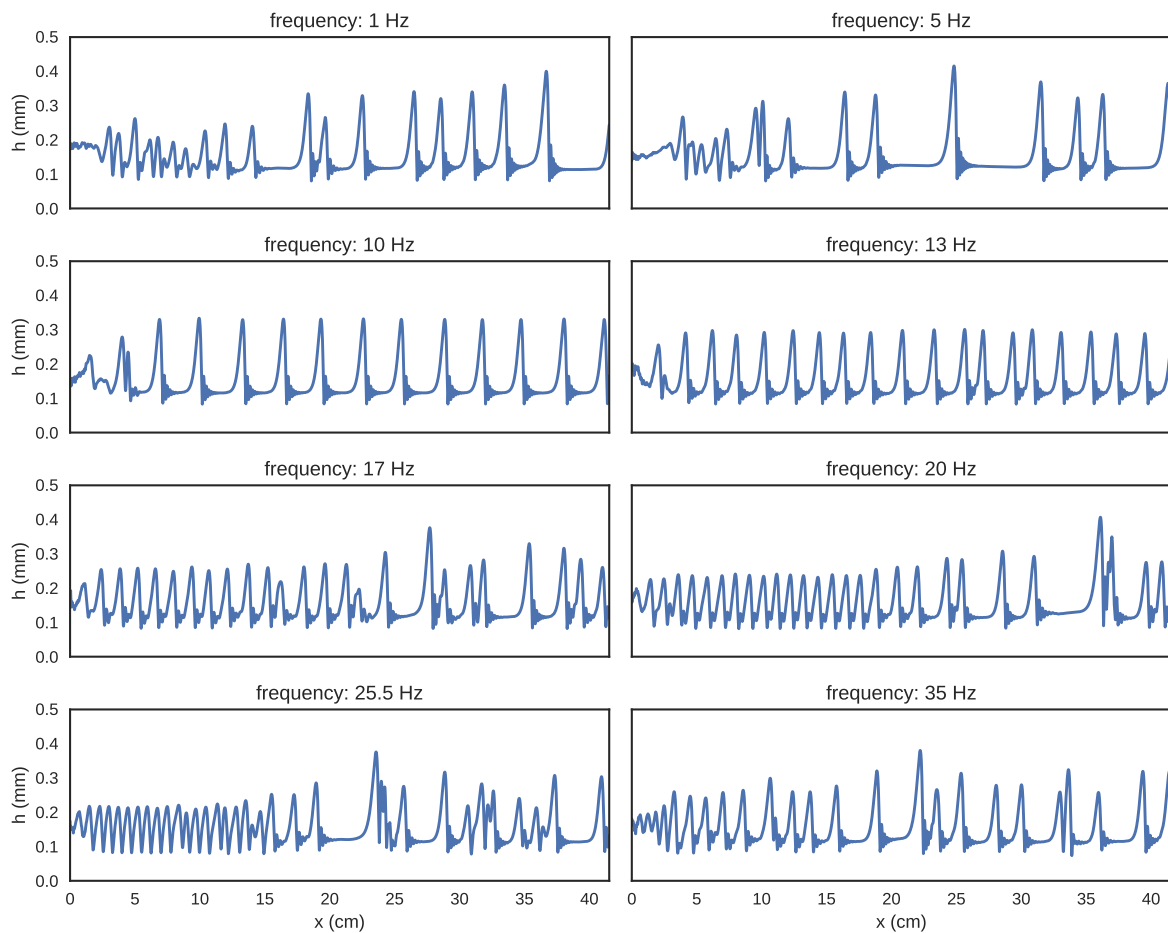 frequency: 1 Hz
frequency: 5 Hz
0.5
0.4
0.3
0.2
0.1
0.0
h (mm)
frequency: 10 Hz
frequency: 13 Hz
0.5
0.4
0.3
0.2
0.1
0.0
h (mm)
frequency: 17 Hz
frequency: 20 Hz
0.5
0.4
0.3
0.2
0.1
0.0
h (mm)
frequency: 25.5 Hz
frequency: 35 Hz
0.5
0.4
0.3
0.2
0.1
0.0
h (mm)
0 5 10 15 20 25 30 35 40
x (cm)
0 5 10 15 20 25 30 35 40
x (cm)